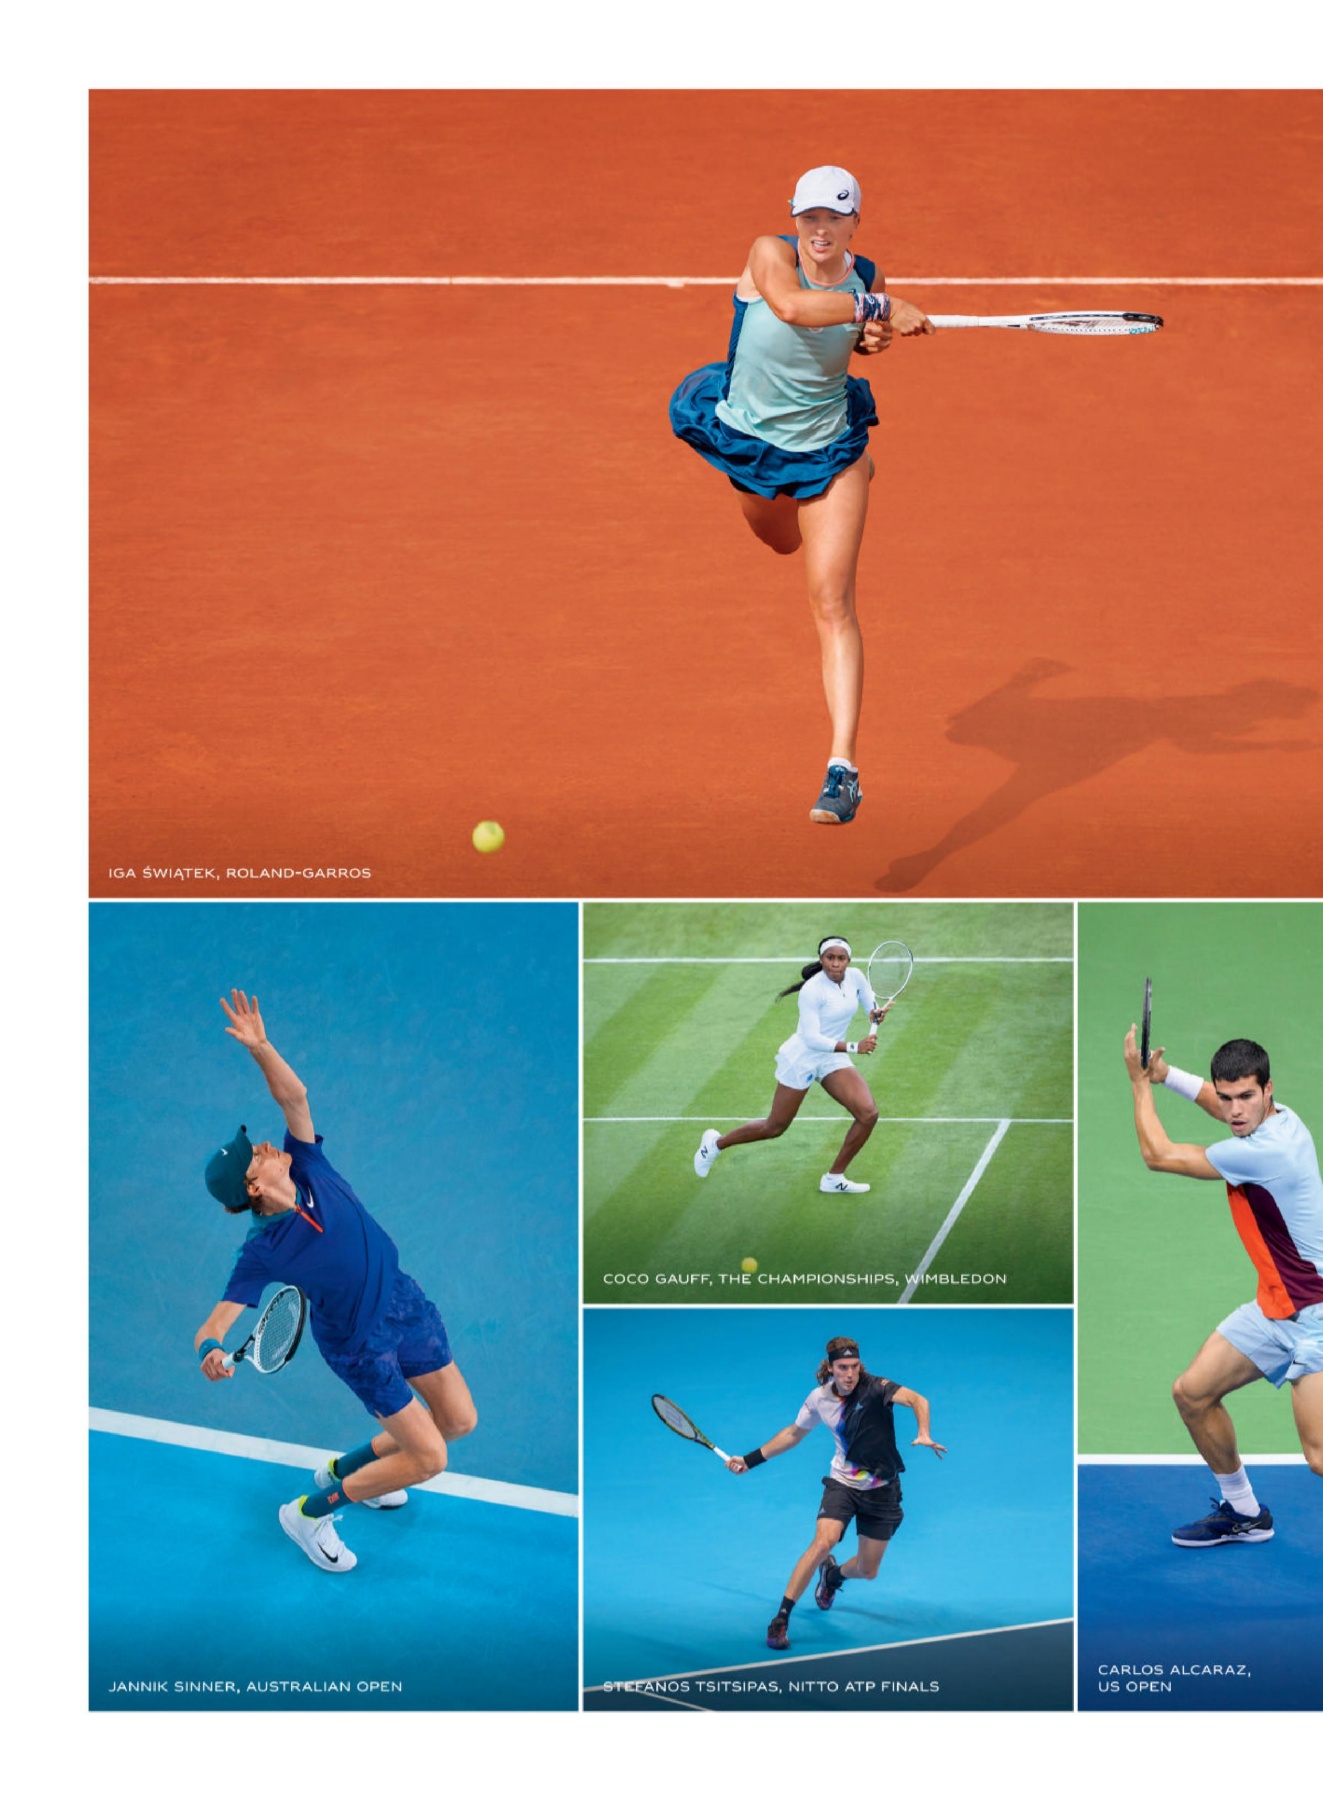 IGA ŚWIĄTEK, ROLAND-GARROS
COCO GAUFF, THE CHAMPIONSHIPS, WIMBLEDON
JANNIK SINNER, AUSTRALIAN OPEN
STEFANOS TSITSIPAS, NITTO ATP FINALS
CARLOS ALCARAZ,
US OPEN